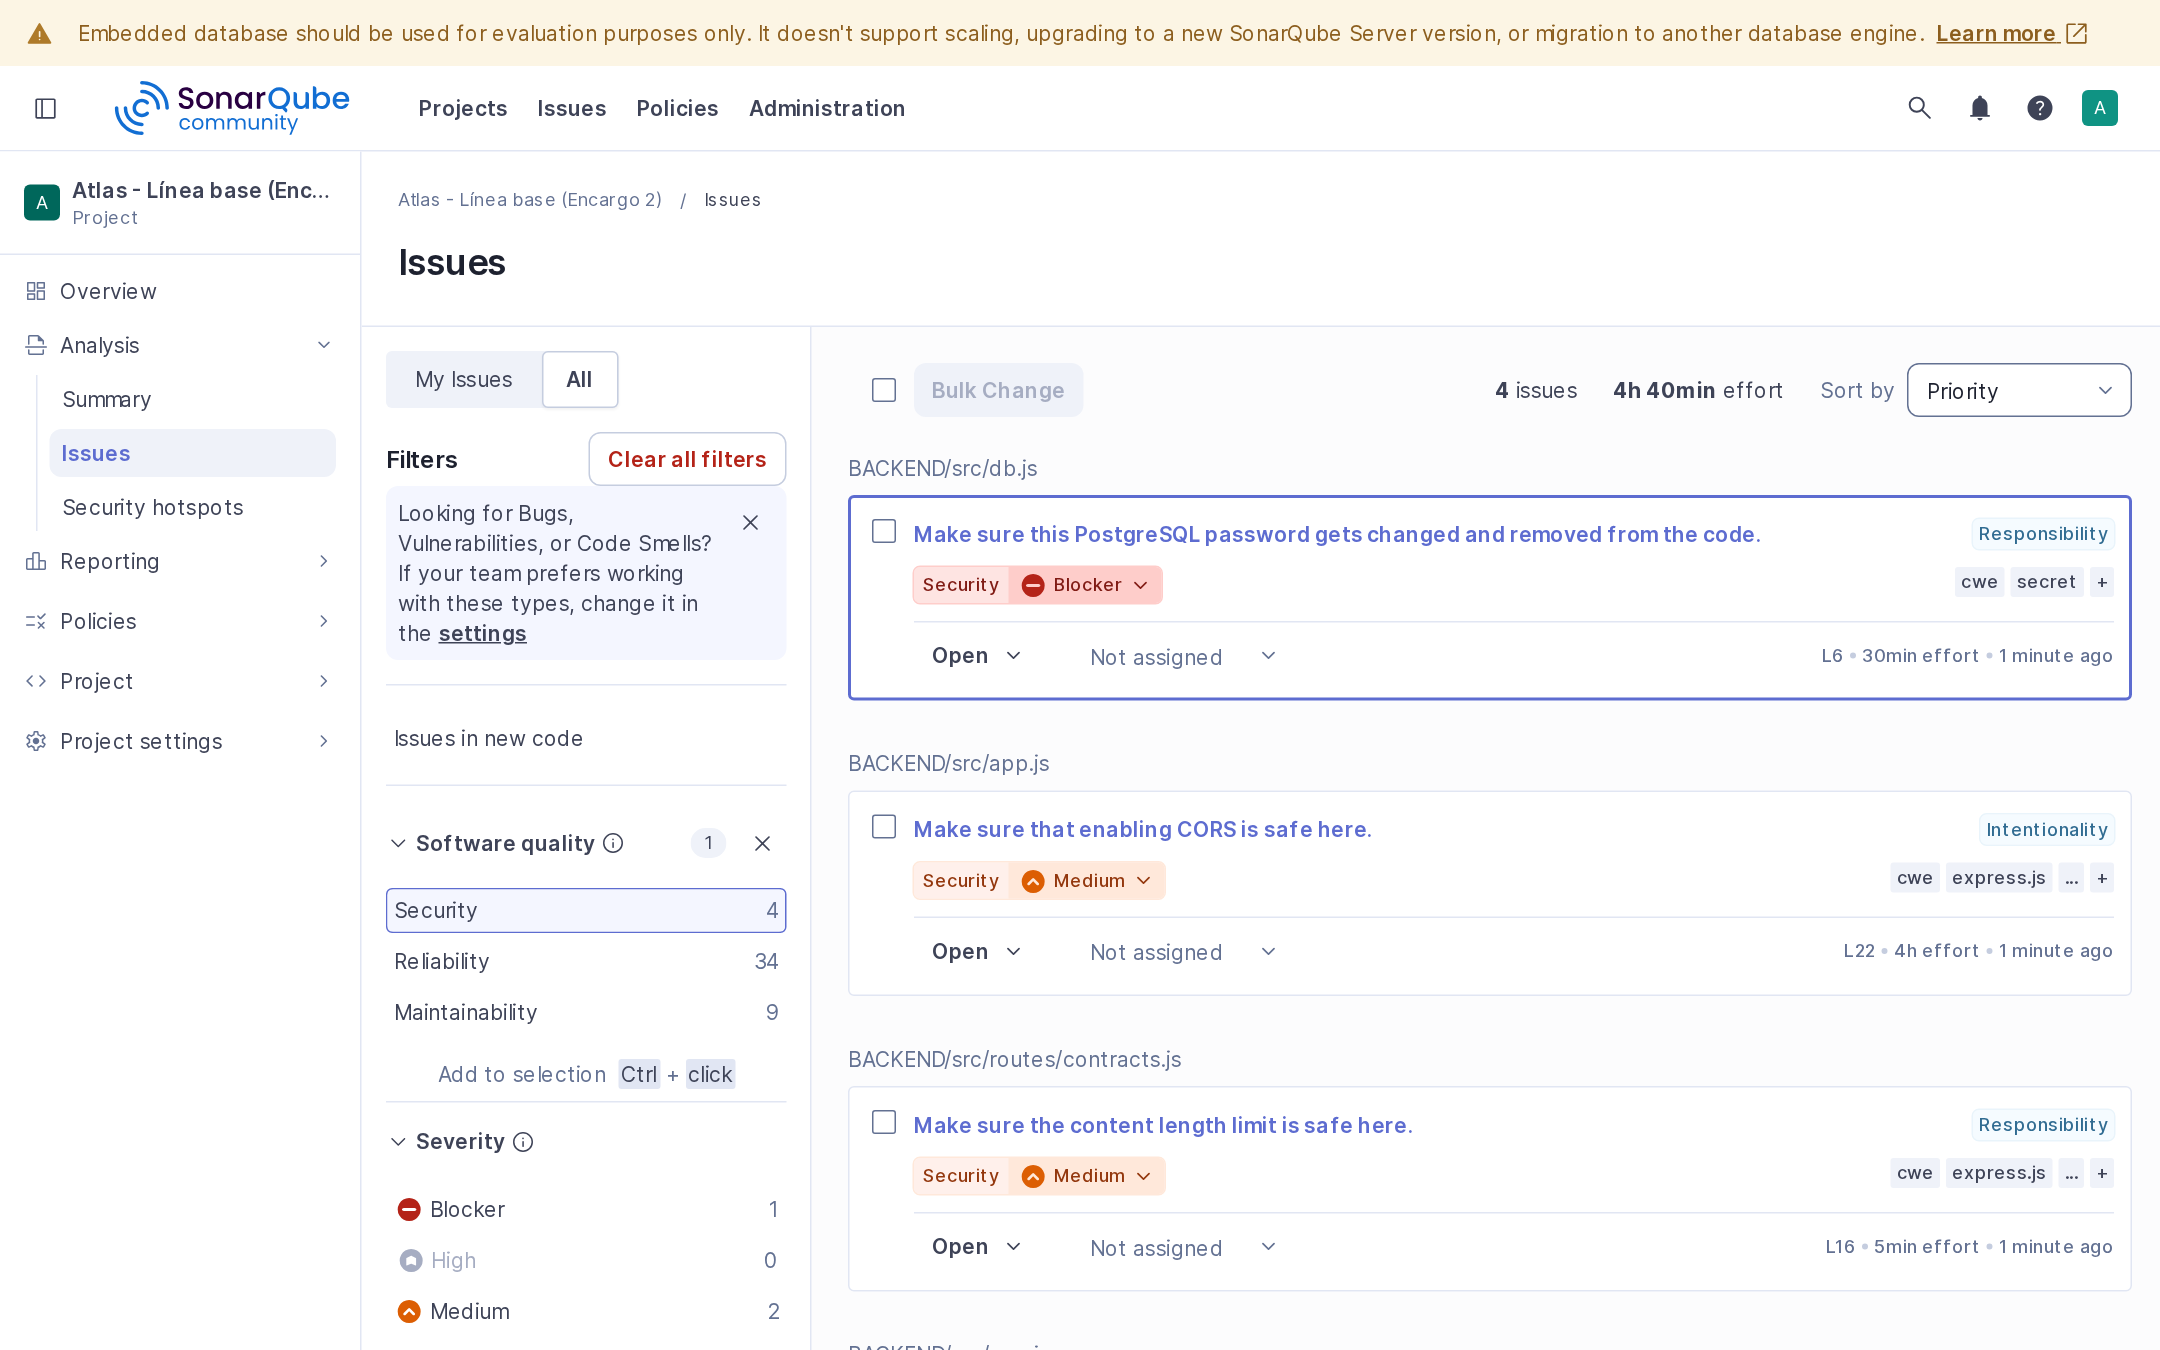 Embedded database should be used for evaluation purposes only. It doesn't support scaling, upgrading to a new SonarQube Server version, or migration to another database engine. Learn more
SonarQube community
Projects Issues Policies Administration
A
A
Atlas - Línea base (Enc...
Project
Overview
Analysis
Summary
Issues
Security hotspots
Reporting
Policies
Project
Project settings
Atlas - Línea base (Encargo 2) / Issues
Issues
My Issues All
Filters
Clear all filters
Looking for Bugs,
Vulnerabilities, or Code Smells?
If your team prefers working
with these types, change it in
the settings
Issues in new code
Software quality 1
Security 4
Reliability 34
Maintainability 9
Add to selection Ctrl + click
Severity
Blocker 1
High 0
Medium 2
Bulk Change
4 issues 4h 40min effort Sort by Priority
BACKEND/src/db.js
Make sure this PostgreSQL password gets changed and removed from the code. Responsibility
Security Blocker cwe secret +
Open Not assigned L6 • 30min effort • 1 minute ago
BACKEND/src/app.js
Make sure that enabling CORS is safe here. Intentionality
Security Medium cwe express.js ... +
Open Not assigned L22 • 4h effort • 1 minute ago
BACKEND/src/routes/contracts.js
Make sure the content length limit is safe here. Responsibility
Security Medium cwe express.js ... +
Open Not assigned L16 • 5min effort • 1 minute ago